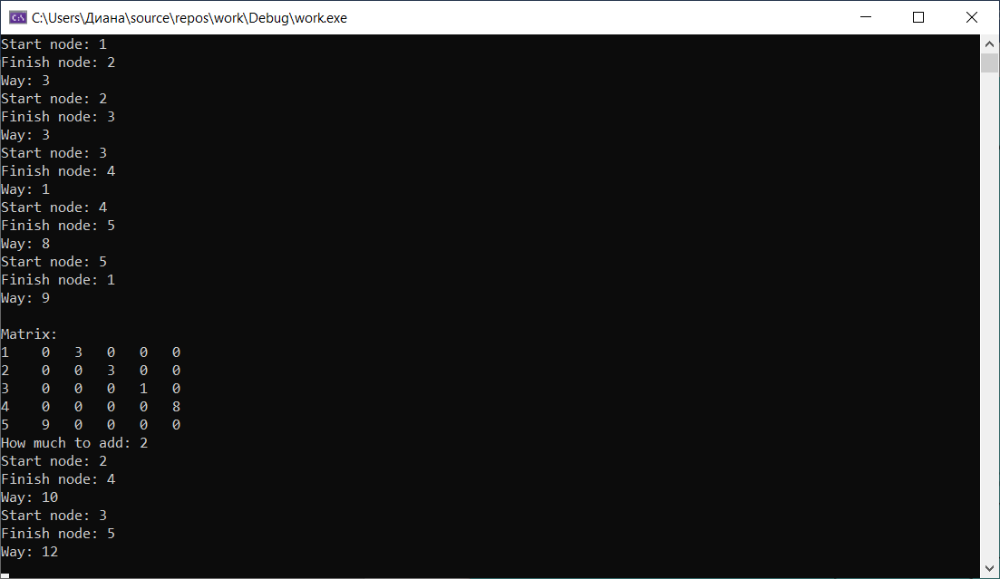 C:\Users\Диана\source\repos\work\Debug\work.exe
Start node: 1
Finish node: 2
Way: 3
Start node: 2
Finish node: 3
Way: 3
Start node: 3
Finish node: 4
Way: 1
Start node: 4
Finish node: 5
Way: 8
Start node: 5
Finish node: 1
Way: 9
Matrix:
1    0   3   0   0   0
2    0   0   3   0   0
3    0   0   0   1   0
4    0   0   0   0   8
5    9   0   0   0   0
How much to add: 2
Start node: 2
Finish node: 4
Way: 10
Start node: 3
Finish node: 5
Way: 12